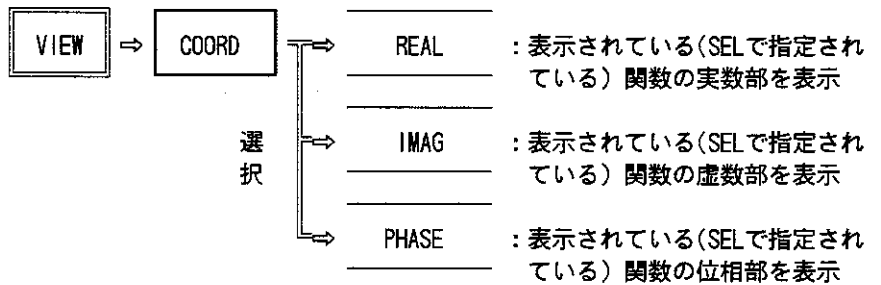 VIEW ⇒ COORD ⇒ REAL :表示されている(SELで指定され
ている)関数の実数部を表示
選択
IMAG :表示されている(SELで指定され
ている)関数の虚数部を表示
PHASE :表示されている(SELで指定され
ている)関数の位相部を表示